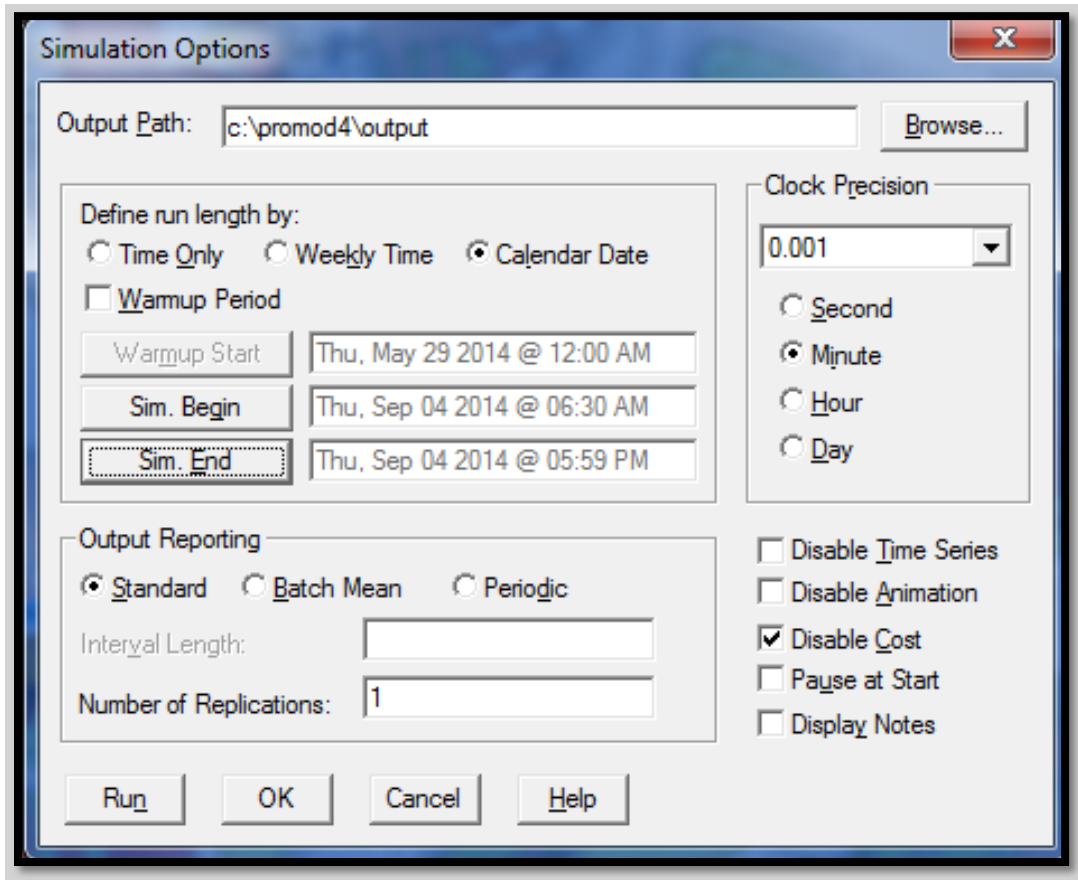 Simulation Options
Output Path: c:\promod4\output Browse...
Define run length by:
Time Only Weekly Time Calendar Date
Warmup Period
Warmup Start Thu, May 29 2014 @ 12:00 AM
Sim. Begin Thu, Sep 04 2014 @ 06:30 AM
Sim. End Thu, Sep 04 2014 @ 05:59 PM
Clock Precision
0.001
Second
Minute
Hour
Day
Output Reporting
Standard Batch Mean Periodic
Interval Length:
Number of Replications: 1
Disable Time Series
Disable Animation
Disable Cost
Pause at Start
Display Notes
Run OK Cancel Help